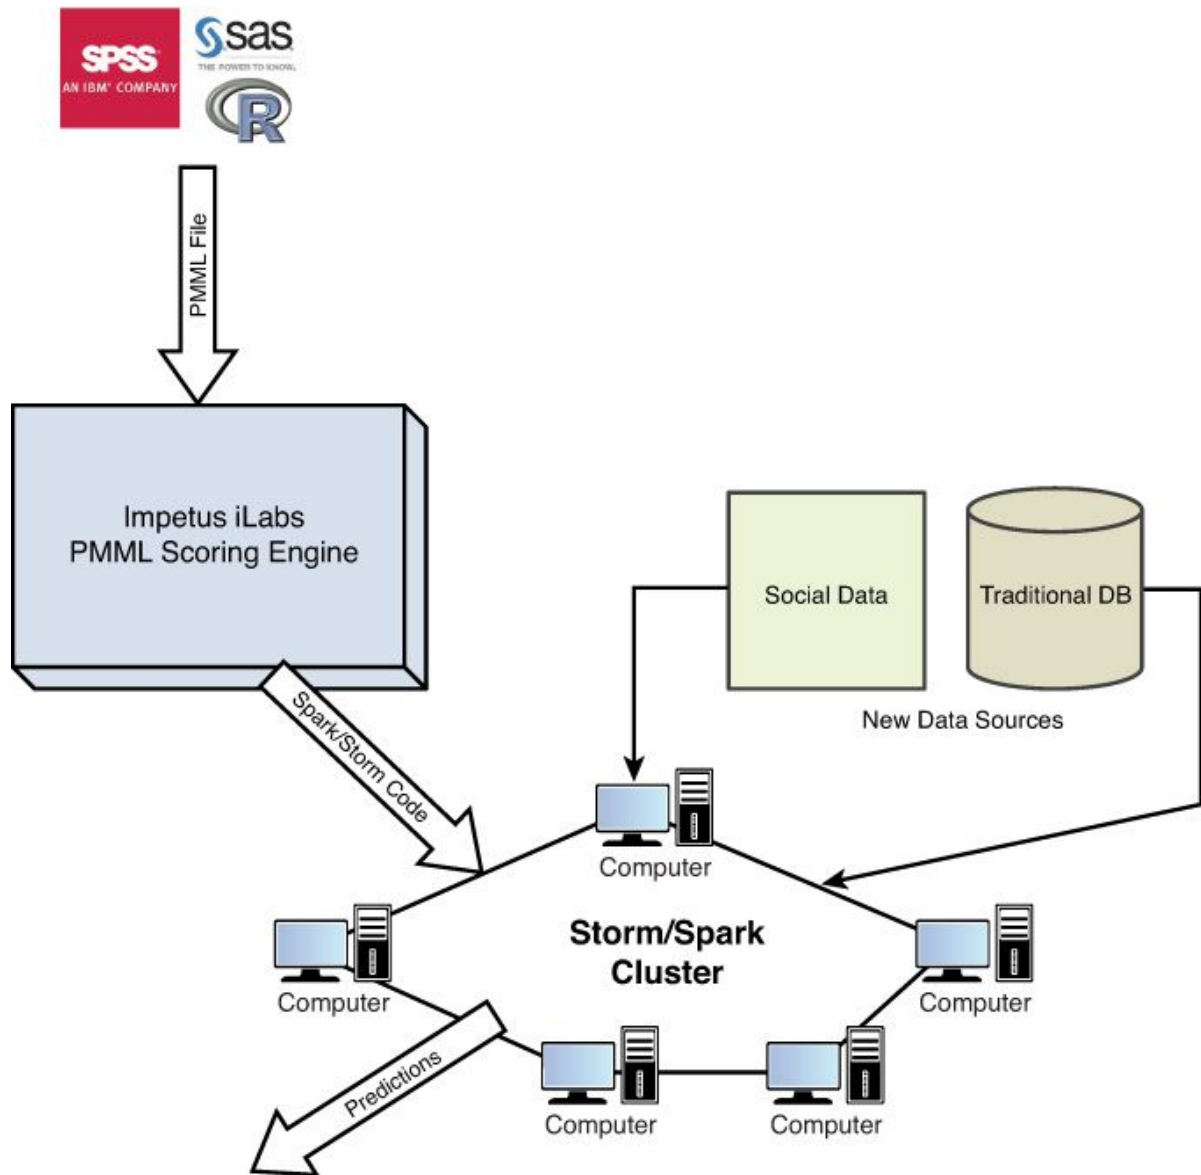 SPSS
AN IBM® COMPANY
sas
THE POWER TO KNOW.
R
PMML File
Impetus iLabs
PMML Scoring Engine
Social Data
Traditional DB
New Data Sources
Spark/Storm Code
Computer
Storm/Spark
Cluster
Computer
Computer
Predictions
Computer
Computer